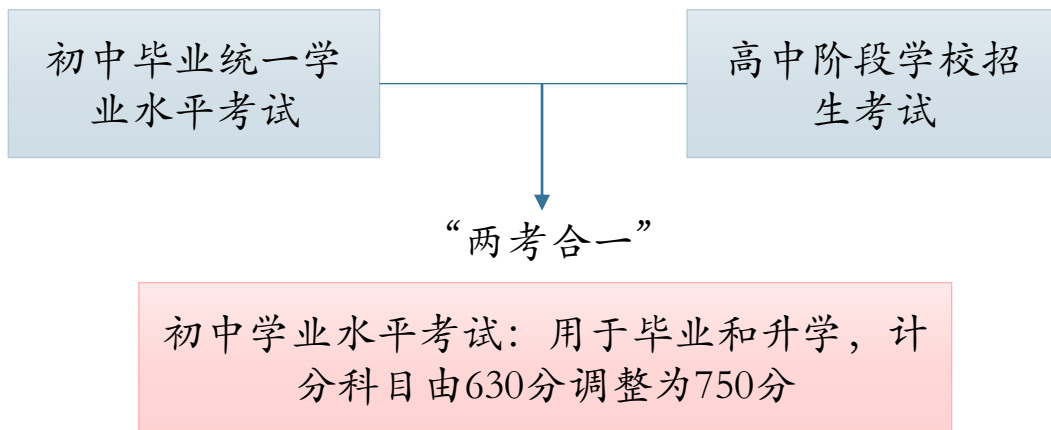 初中毕业统一学
业水平考试
高中阶段学校招
生考试
“两考合一”
初中学业水平考试：用于毕业和升学，计
分科目由630分调整为750分